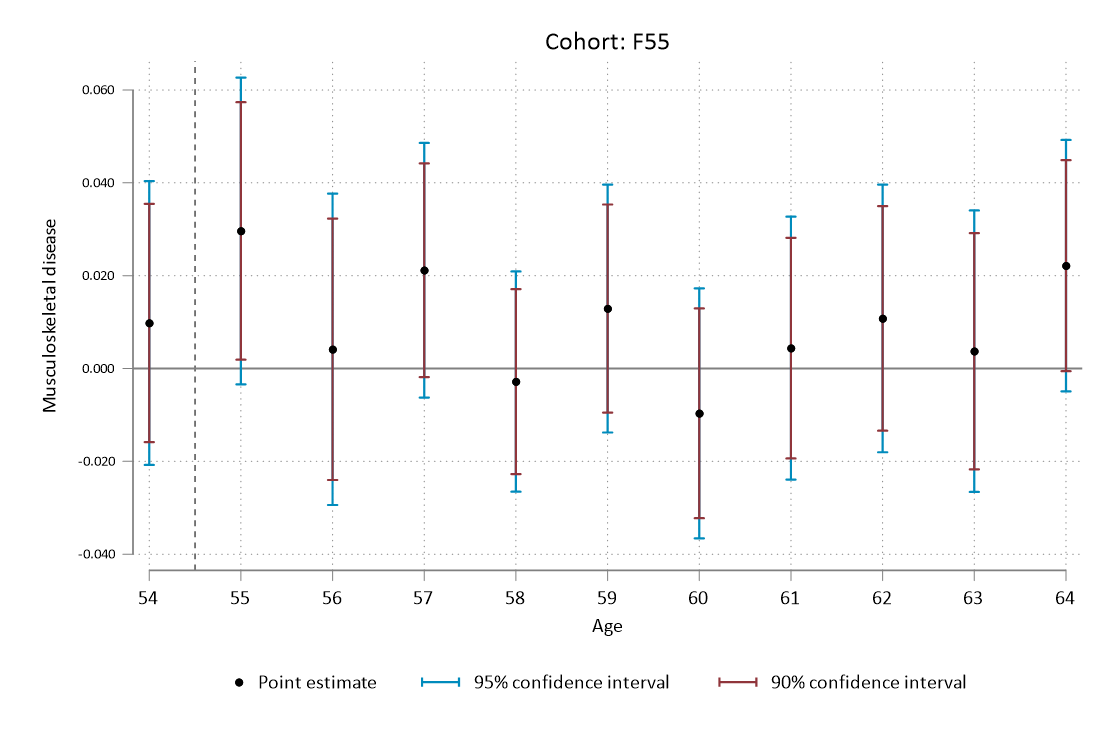 Cohort: F55
Musculoskeletal disease
0.060
0.040
0.020
0.000
-0.020
-0.040
54 55 56 57 58 59 60 61 62 63 64
Age
Point estimate 95% confidence interval 90% confidence interval